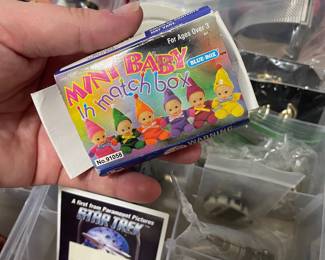 For Ages Over 3
MINI BABY
in match box
BLUE-BOX
No.91058
WARNING
A first from Paramount Pictures
STAR TREK